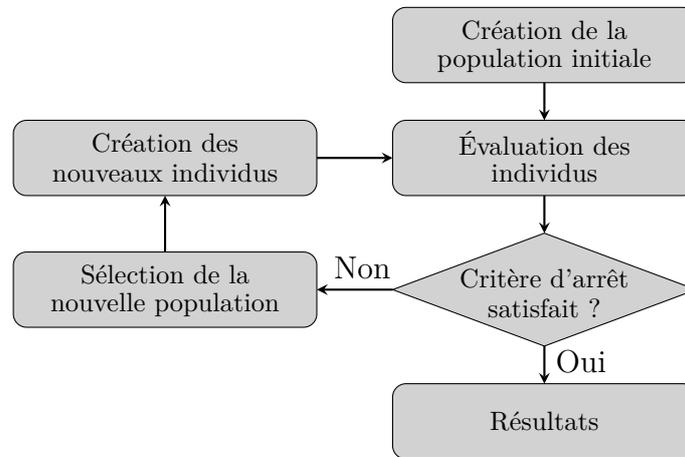 Création de la
population initiale
Création des
nouveaux individus
Évaluation des
individus
Sélection de la
nouvelle population
Non
Critère d'arrêt
satisfait ?
Oui
Résultats